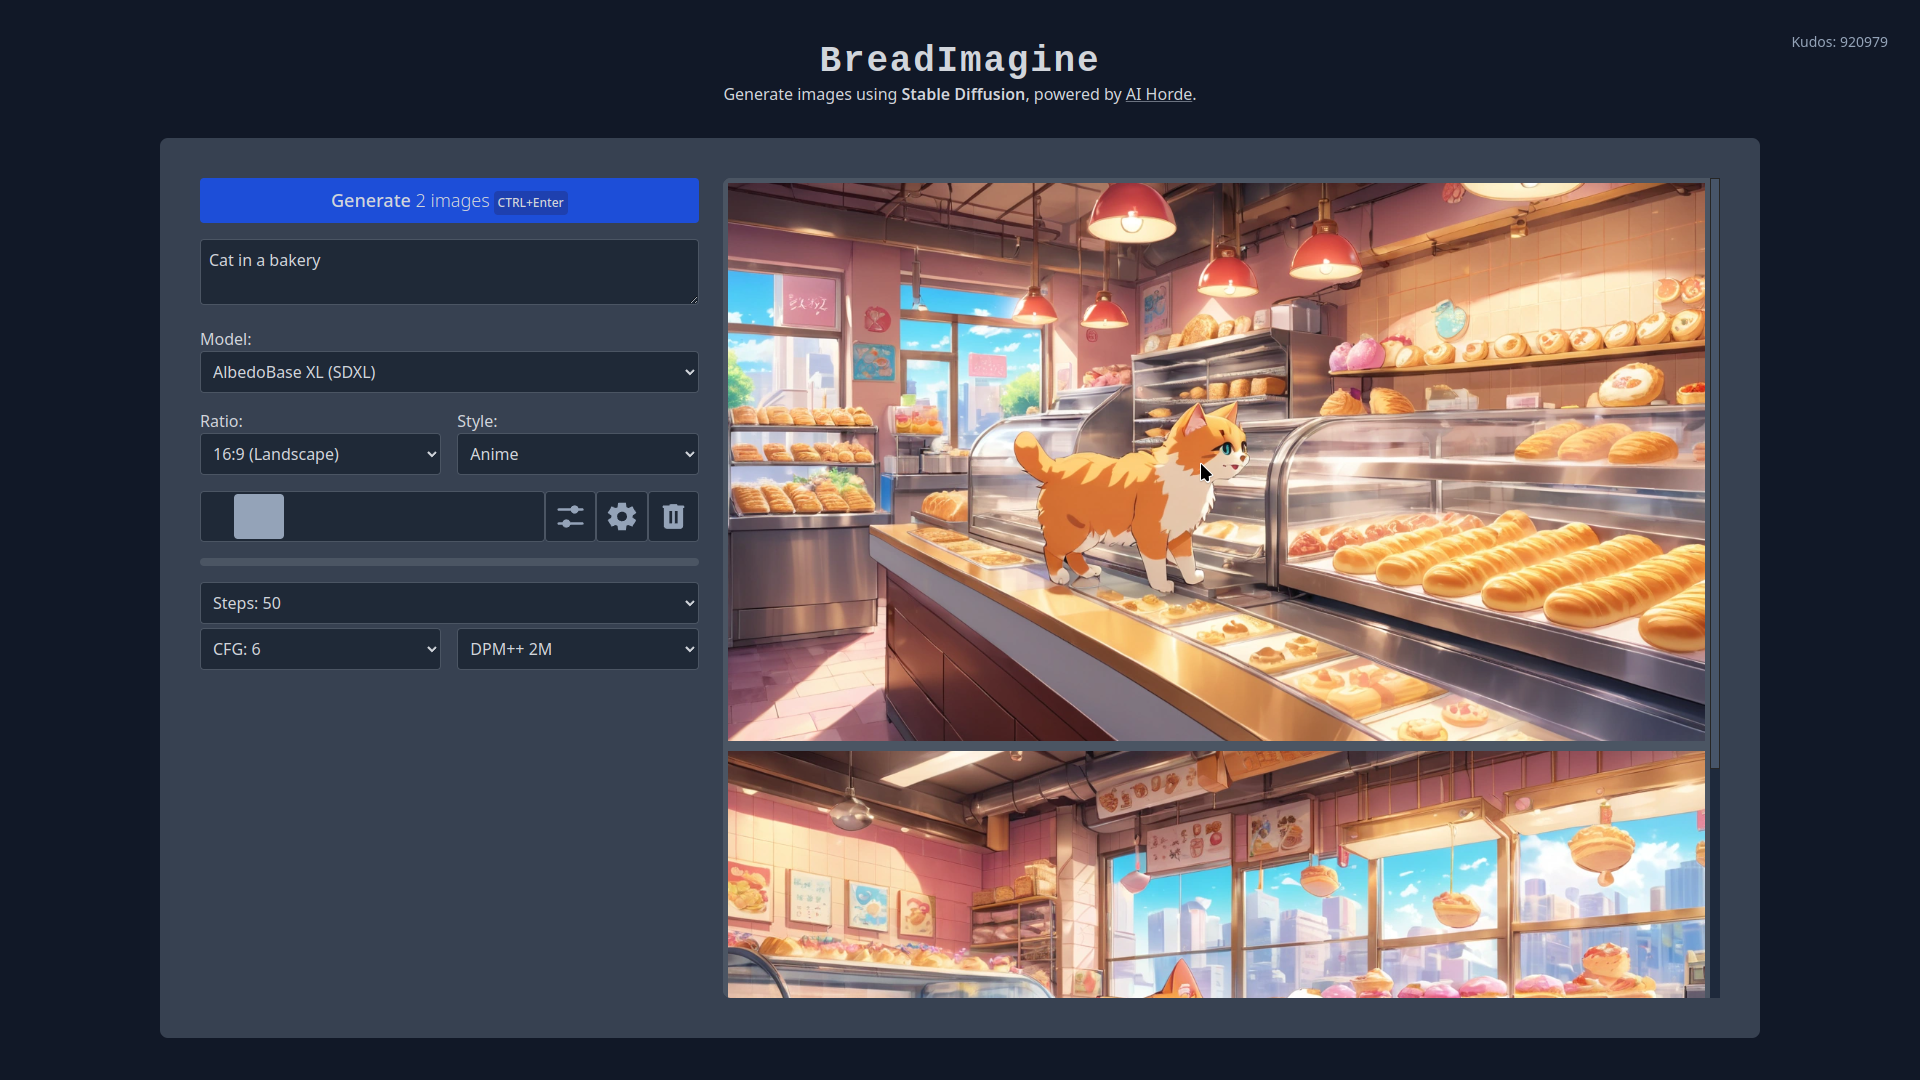 Kudos: 920979
BreadImagine
Generate images using Stable Diffusion, powered by AI Horde.
Generate 2 images CTRL+Enter
Cat in a bakery
Model:
AlbedoBase XL (SDXL)
Ratio:
Style:
16:9 (Landscape)
Anime
Steps: 50
CFG: 6
DPM++ 2M